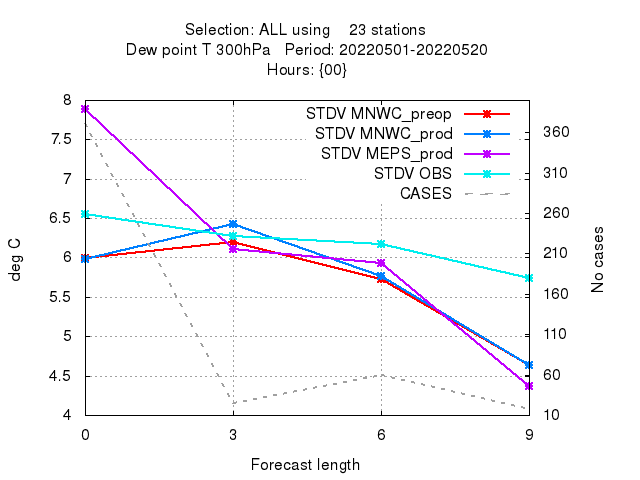 Selection: ALL using    23 stations
Dew point T 300hPa   Period: 20220501-20220520
Hours: {00}
STDV MNWC_preop
STDV MNWC_prod
STDV MEPS_prod
STDV OBS
CASES
8
7.5
7
6.5
6
5.5
5
4.5
4
deg C
360
310
260
210
160
110
60
10
No cases
0 3 6 9
Forecast length